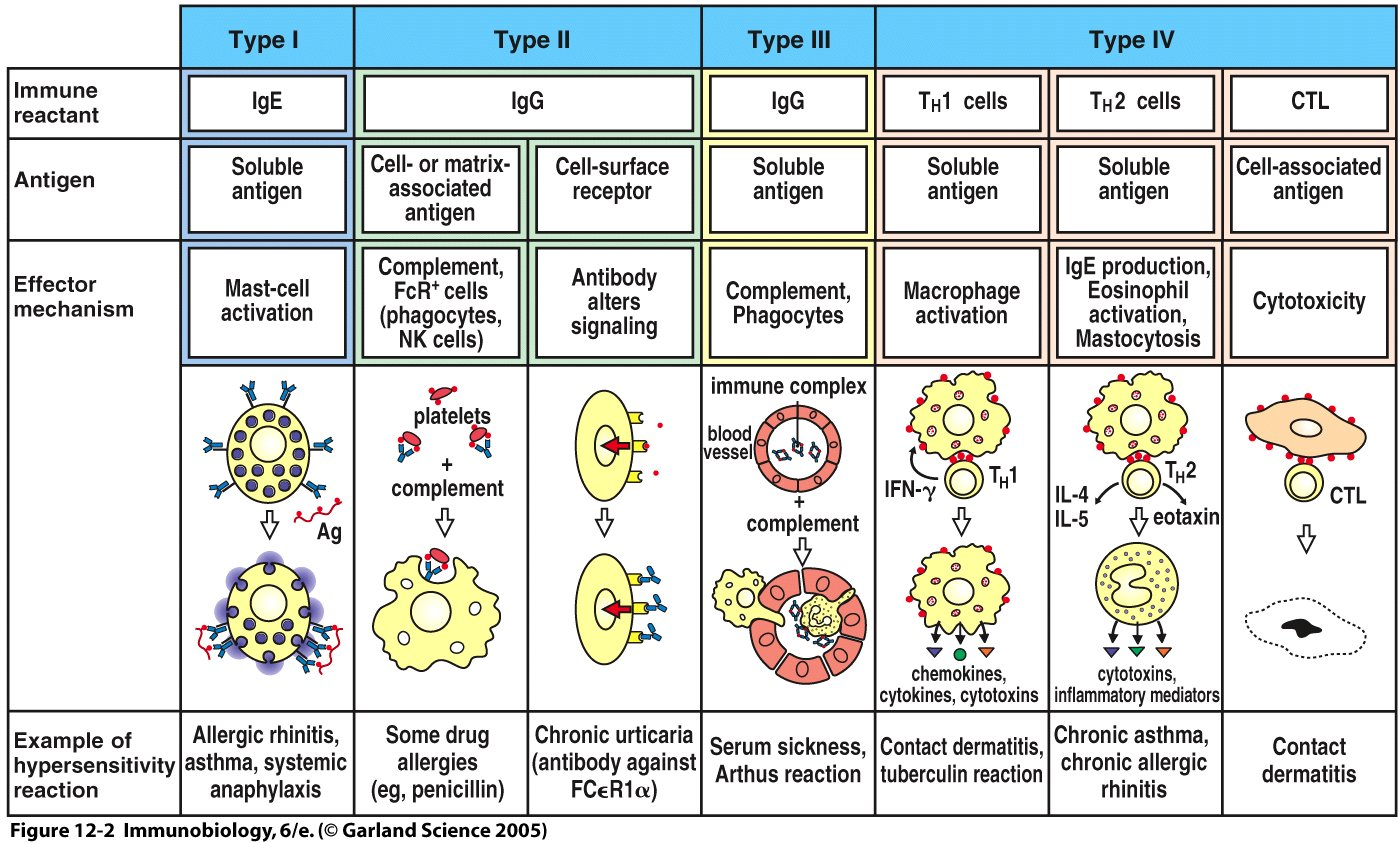 Type I
Type II
Type III
Type IV
Immune
reactant
IgE
IgG
IgG
TH1 cells
TH2 cells
CTL
Antigen
Soluble
antigen
Cell- or matrix-
associated
antigen
Cell-surface
receptor
Soluble
antigen
Soluble
antigen
Soluble
antigen
Cell-associated
antigen
Effector
mechanism
Mast-cell
activation
Complement,
FcR+ cells
(phagocytes,
NK cells)
Antibody
alters
signaling
Complement,
Phagocytes
Macrophage
activation
IgE production,
Eosinophil
activation,
Mastocytosis
Cytotoxicity
Ag
platelets
+
complement
immune complex
blood
vessel
+
complement
IFN-γ
TH1
chemokines,
cytokines, cytotoxins
TH2
IL-4
IL-5
eotaxin
cytotoxins,
inflammatory mediators
CTL
Example of
hypersensitivity
reaction
Allergic rhinitis,
asthma, systemic
anaphylaxis
Some drug
allergies
(eg, penicillin)
Chronic urticaria
(antibody against
FCϵR1α)
Serum sickness,
Arthus reaction
Contact dermatitis,
tuberculin reaction
Chronic asthma,
chronic allergic
rhinitis
Contact
dermatitis
Figure 12-2 Immunobiology, 6/e. (© Garland Science 2005)